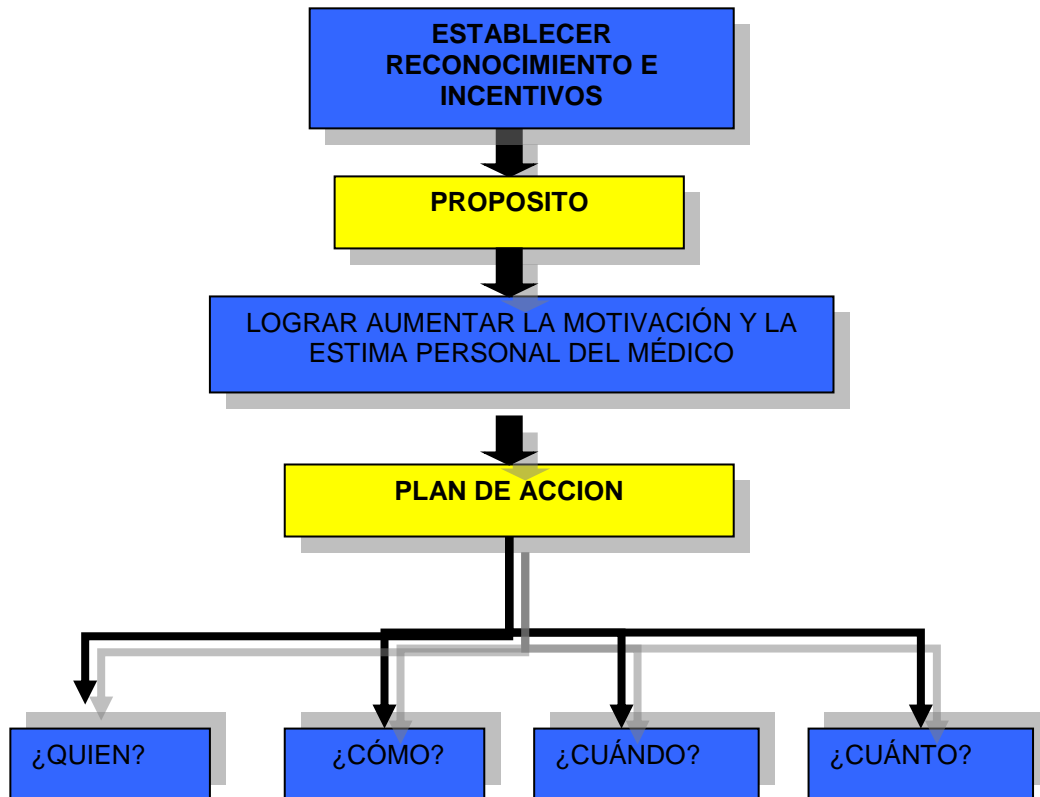 ESTABLECER
RECONOCIMIENTO E
INCENTIVOS
PROPOSITO
LOGRAR AUMENTAR LA MOTIVACIÓN Y LA
ESTIMA PERSONAL DEL MÉDICO
PLAN DE ACCION
¿QUIEN?
¿CÓMO?
¿CUÁNDO?
¿CUÁNTO?